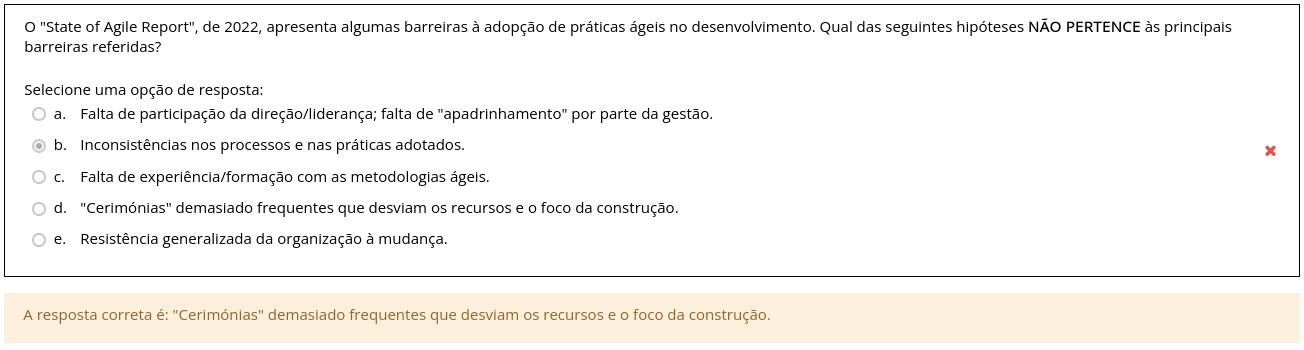 O "State of Agile Report", de 2022, apresenta algumas barreiras à adopção de práticas ágeis no desenvolvimento. Qual das seguintes hipóteses NÃO PERTENCE às principais
barreiras referidas?
Selecione uma opção de resposta:
a. Falta de participação da direção/liderança; falta de "apadrinhamento" por parte da gestão.
b. Inconsistências nos processos e nas práticas adotados.
c. Falta de experiência/formação com as metodologias ágeis.
d. "Cerimónias" demasiado frequentes que desviam os recursos e o foco da construção.
e. Resistência generalizada da organização à mudança.
A resposta correta é: "Cerimónias" demasiado frequentes que desviam os recursos e o foco da construção.